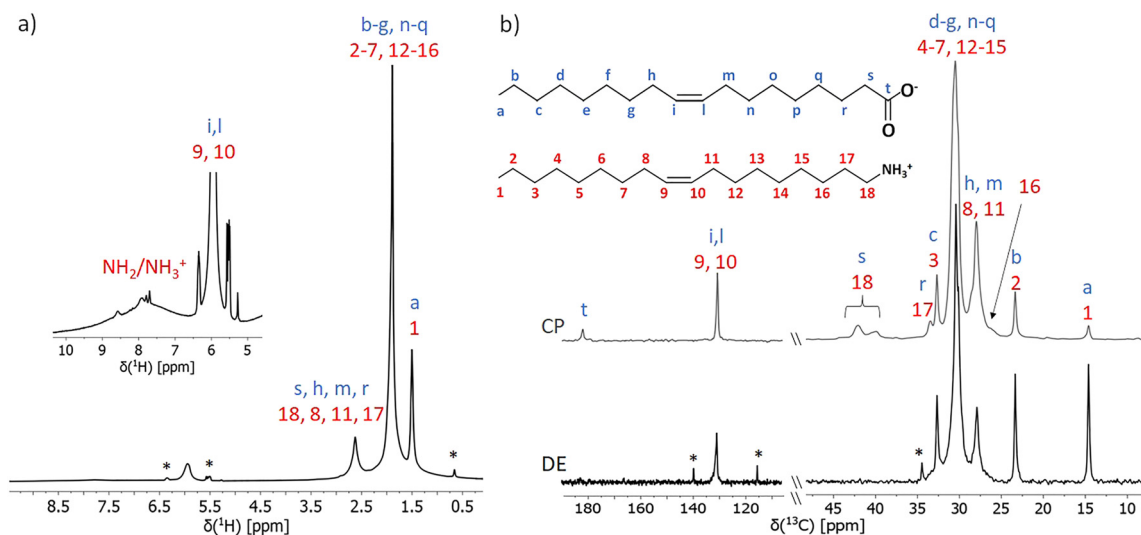 a)
b-g, n-q
2-7, 12-16
i,l
9, 10
NH2/NH3+
10 9 8 7 6 5
δ(¹H) [ppm]
a
1
s, h, m, r
18, 8, 11, 17
* * *
8.5 7.5 6.5 5.5 4.5 3.5 2.5 1.5 0.5
δ(¹H) [ppm]
b)
d-g, n-q
4-7, 12-15
b d f h m o q s
t O⁻
a c e g i l n p r
O
2 4 6 8 11 13 15 17
NH₃⁺
1 3 5 7 9 10 12 14 16 18
h, m
8, 11
16
i,l
9, 10
c
3
s
18
b
2
r
17
a
1
t
CP
DE
* * *
180 160 140 120 45 40 35 30 25 20 15 10
δ(¹³C) [ppm]